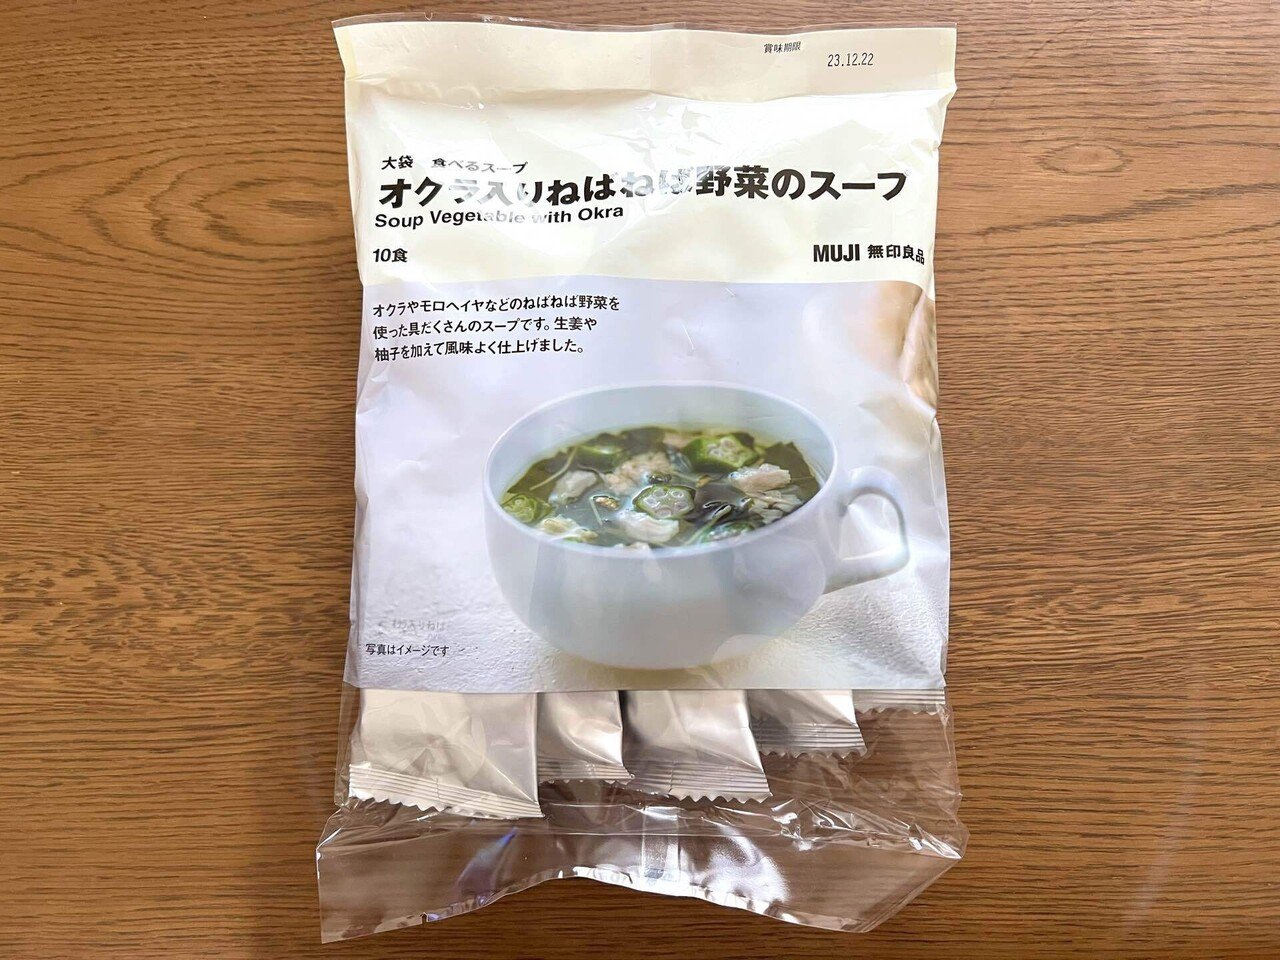 賞味期限
23.12.22
大袋 食べるスープ
オクラ入りねばねば野菜のスープ
Soup Vegetable with Okra
10食
MUJI 無印良品
オクラやモロヘイヤなどのねばねば野菜を
使った具だくさんのスープです。生姜や
柚子を加えて風味よく仕上げました。
写真はイメージです